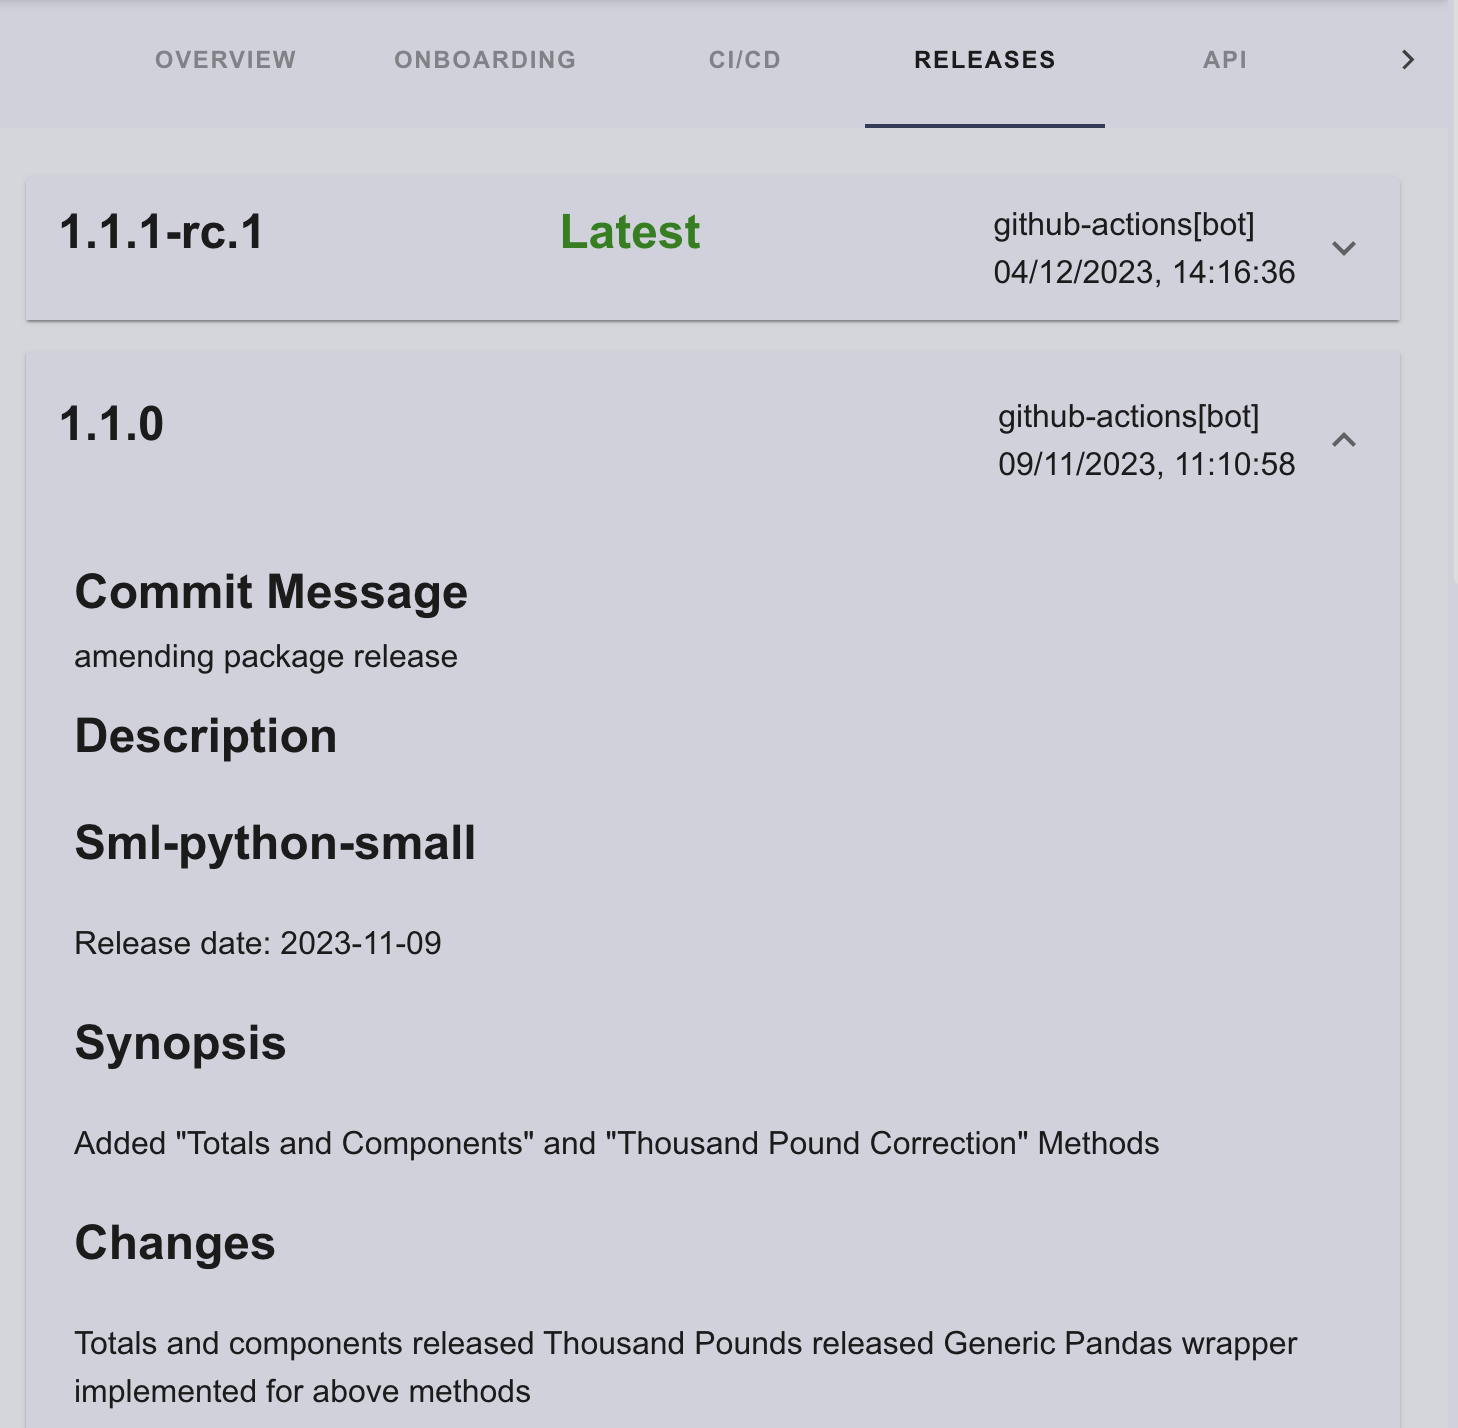 OVERVIEW ONBOARDING CI/CD RELEASES API
1.1.1-rc.1 Latest github-actions[bot]
04/12/2023, 14:16:36
1.1.0 github-actions[bot]
09/11/2023, 11:10:58
Commit Message
amending package release
Description
Sml-python-small
Release date: 2023-11-09
Synopsis
Added "Totals and Components" and "Thousand Pound Correction" Methods
Changes
Totals and components released Thousand Pounds released Generic Pandas wrapper
implemented for above methods